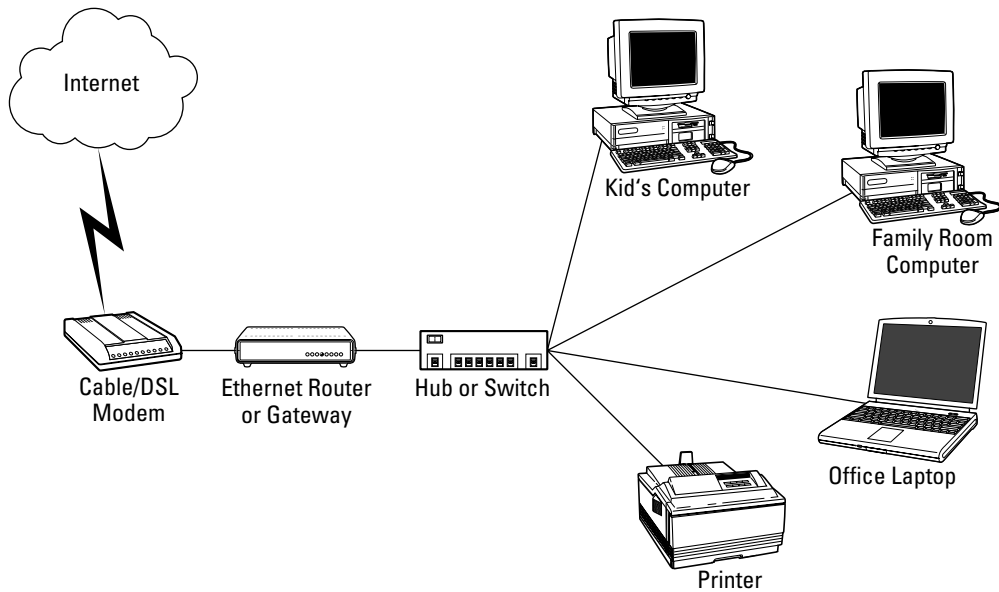 Internet
Kid‘s Computer
Family Room
Computer
Cable/DSL
Modem
Ethernet Router
or Gateway
Hub or Switch
Office Laptop
Printer